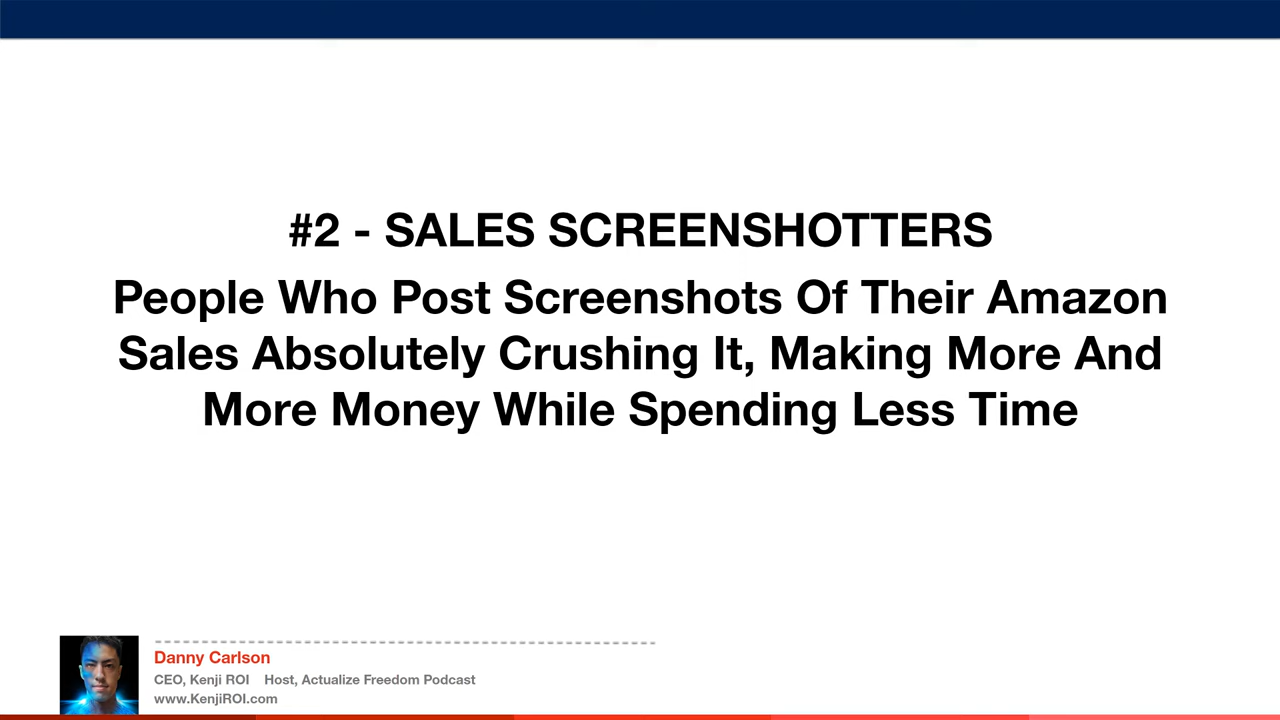 #2 - SALES SCREENSHOTTERS
People Who Post Screenshots Of Their Amazon
Sales Absolutely Crushing It, Making More And
More Money While Spending Less Time
Danny Carlson
CEO, Kenji ROI Host, Actualize Freedom Podcast
www.KenjiROI.com